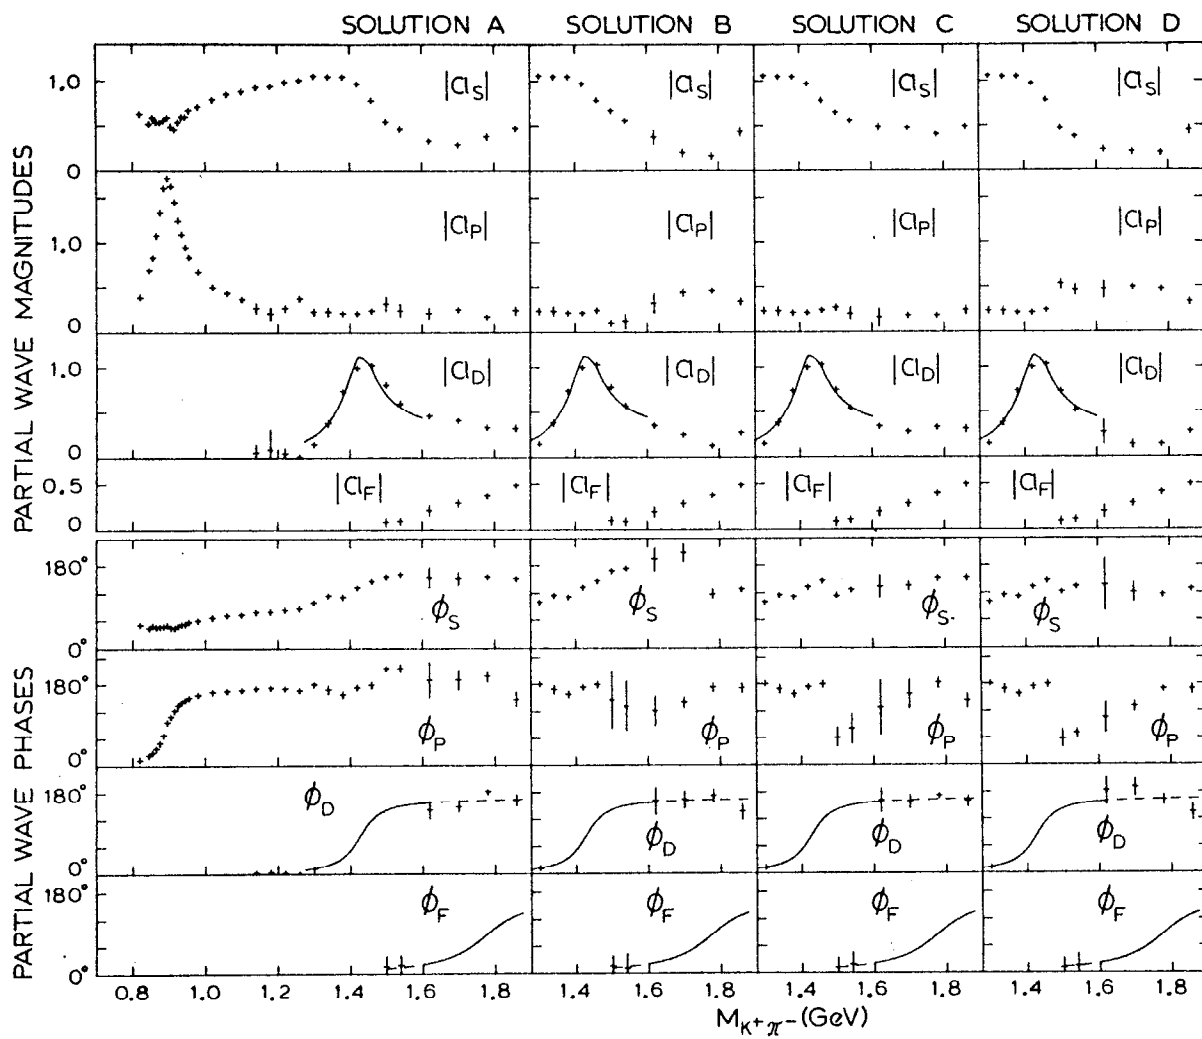 SOLUTION A SOLUTION B SOLUTION C SOLUTION D
PARTIAL WAVE MAGNITUDES
1.0 |a_S| |a_S| |a_S| |a_S|
0
1.0 |a_P| |a_P| |a_P| |a_P|
0
1.0 |a_D| |a_D| |a_D| |a_D|
0
0.5 |a_F| |a_F| |a_F| |a_F|
0
PARTIAL WAVE PHASES
180° ϕ_S ϕ_S ϕ_S ϕ_S
0°
180° ϕ_P ϕ_P ϕ_P ϕ_P
0°
180° ϕ_D ϕ_D ϕ_D ϕ_D
0°
180° ϕ_F ϕ_F ϕ_F ϕ_F
0°
0.8 1.0 1.2 1.4 1.6 1.8 1.4 1.6 1.8 1.4 1.6 1.8 1.4 1.6 1.8
M_K+π− (GeV)